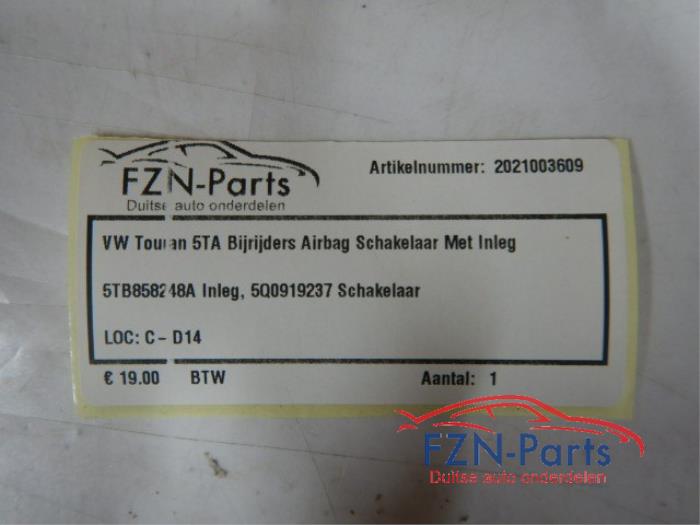 FZN-Parts
Duitse auto onderdelen
Artikelnummer: 2021003609
VW Touran 5TA Bijrijders Airbag Schakelaar Met Inleg
5TB858248A Inleg, 5Q0919237 Schakelaar
LOC: C - D14
€ 19.00 BTW Aantal: 1
FZN-Parts
Duitse auto onderdelen